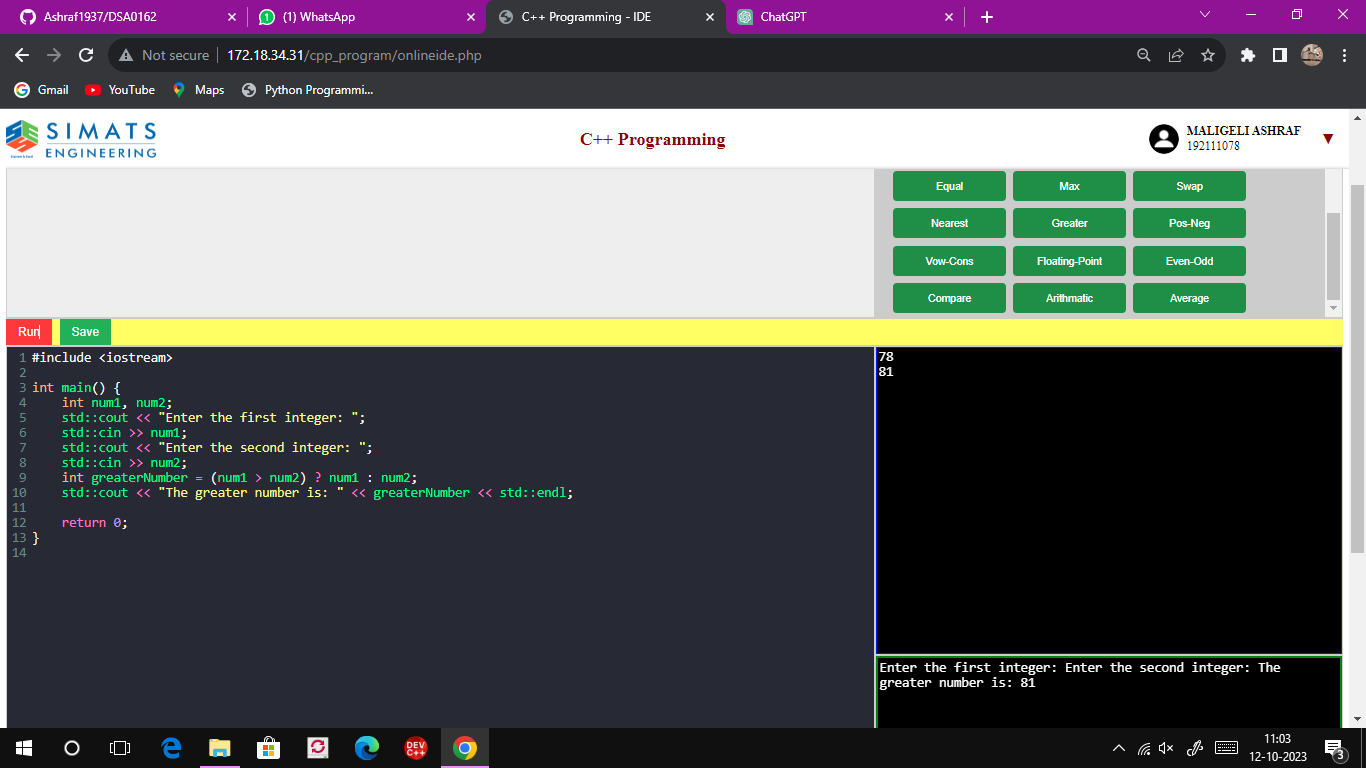 Ashraf1937/DSA0162
(1) WhatsApp
C++ Programming - IDE
ChatGPT
Not secure
172.18.34.31/cpp_program/onlineide.php
Gmail
YouTube
Maps
Python Programmi...
SIMATS
ENGINEERING
C++ Programming
MALIGELI ASHRAF
192111078
Equal Max Swap
Nearest Greater Pos-Neg
Vow-Cons Floating-Point Even-Odd
Compare Arithmatic Average
Run Save
1 #include <iostream>
2
3 int main() {
4     int num1, num2;
5     std::cout << "Enter the first integer: ";
6     std::cin >> num1;
7     std::cout << "Enter the second integer: ";
8     std::cin >> num2;
9     int greaterNumber = (num1 > num2) ? num1 : num2;
10     std::cout << "The greater number is: " << greaterNumber << std::endl;
11
12     return 0;
13 }
14
78
81
Enter the first integer: Enter the second integer: The
greater number is: 81
DEV
C++
11:03
12-10-2023
3